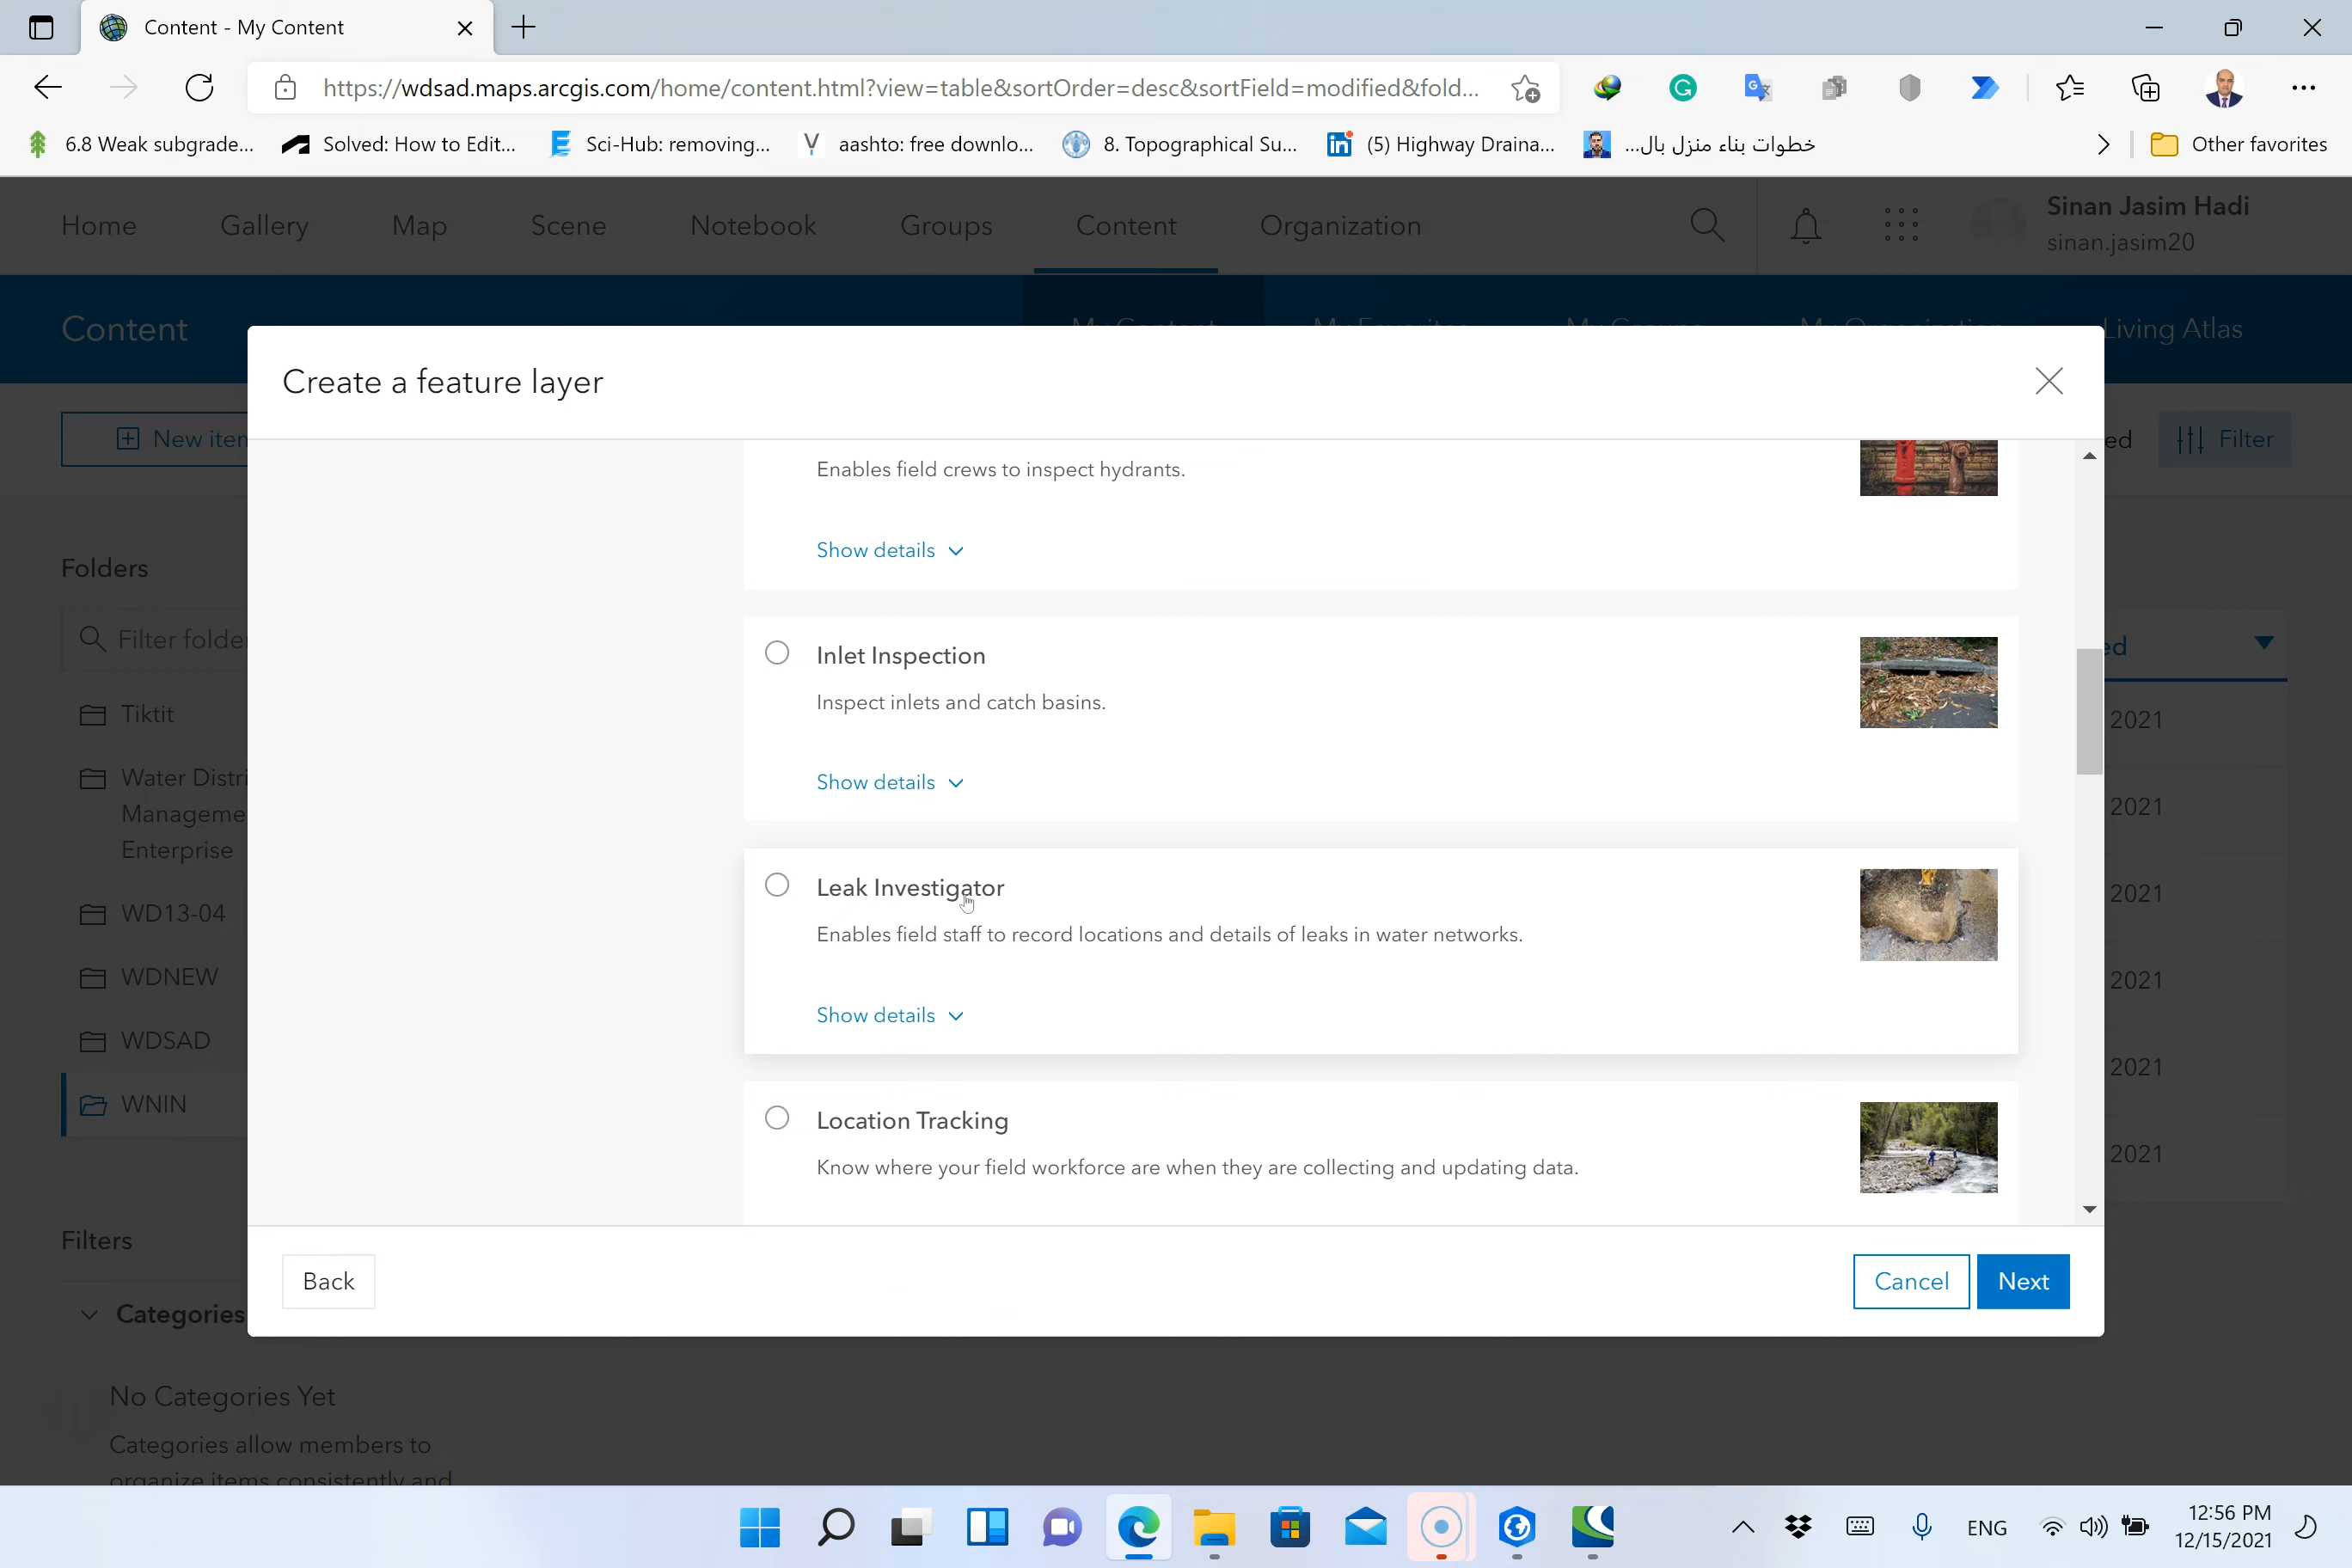 Content - My Content
https://wdsad.maps.arcgis.com/home/content.html?view=table&sortOrder=desc&sortField=modified&fold...
6.8 Weak subgrade...
Solved: How to Edit...
Sci-Hub: removing...
aashto: free downlo...
8. Topographical Su...
(5) Highway Draina...
خطوات بناء منزل بال...
Other favorites
Home
Gallery
Map
Scene
Notebook
Groups
Content
Organization
Sinan Jasim Hadi
sinan.jasim20
Content
Living Atlas
Create a feature layer
New item
Filter
Enables field crews to inspect hydrants.
Show details
Folders
Filter folde
Inlet Inspection
Inspect inlets and catch basins.
Show details
Tiktit
Water Distri
Manageme
Enterprise
WD13-04
WDNEW
WDSAD
WNIN
Leak Investigator
Enables field staff to record locations and details of leaks in water networks.
Show details
Location Tracking
Know where your field workforce are when they are collecting and updating data.
ed
ed
2021
2021
2021
2021
2021
2021
Back
Cancel
Next
Filters
Categories
No Categories Yet
Categories allow members to
organize items consistently and
ENG
12:56 PM
12/15/2021